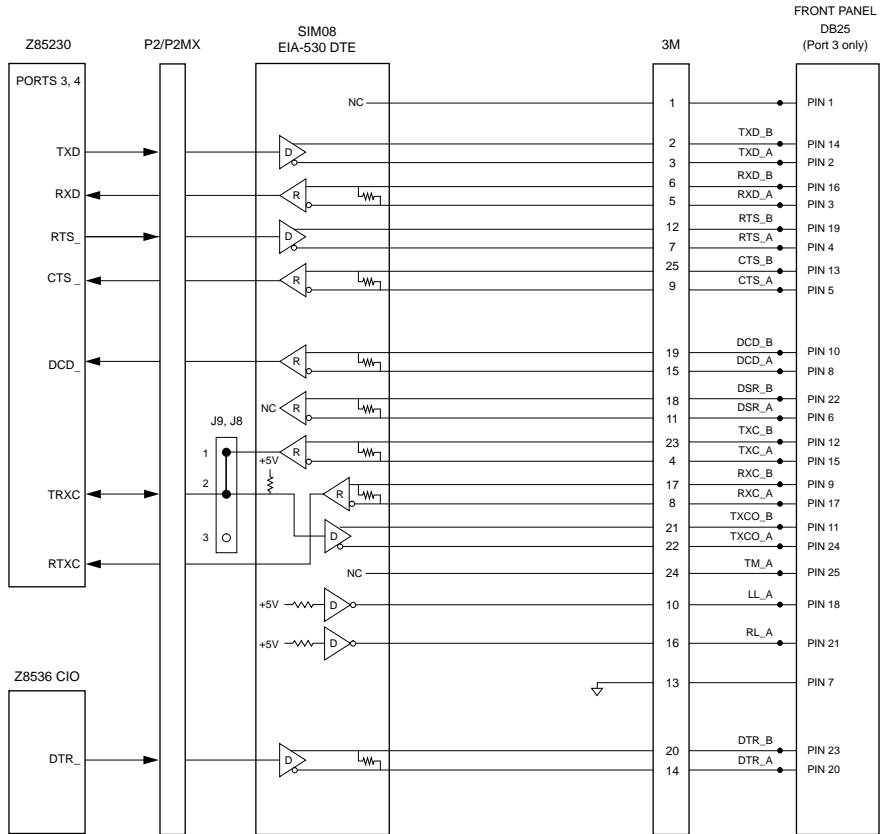 FRONT PANEL
DB25
(Port 3 only)
Z85230
P2/P2MX
SIM08
EIA-530 DTE
3M
PORTS 3, 4
NC
1
PIN 1
TXD
D
2
TXD_B
PIN 14
3
TXD_A
PIN 2
RXD
R
6
RXD_B
PIN 16
5
RXD_A
PIN 3
RTS_
D
12
RTS_B
PIN 19
7
RTS_A
PIN 4
CTS _
R
25
CTS_B
PIN 13
9
CTS_A
PIN 5
DCD_
R
19
DCD_B
PIN 10
15
DCD_A
PIN 8
NC
R
18
DSR_B
PIN 22
11
DSR_A
PIN 6
J9, J8
1
R
23
TXC_B
PIN 12
+5V
4
TXC_A
PIN 15
TRXC
2
R
17
RXC_B
PIN 9
8
RXC_A
PIN 17
3
D
21
TXCO_B
PIN 11
22
TXCO_A
PIN 24
RTXC
NC
24
TM_A
PIN 25
+5V
D
10
LL_A
PIN 18
+5V
D
16
RL_A
PIN 21
Z8536 CIO
13
PIN 7
DTR_
D
20
DTR_B
PIN 23
14
DTR_A
PIN 20